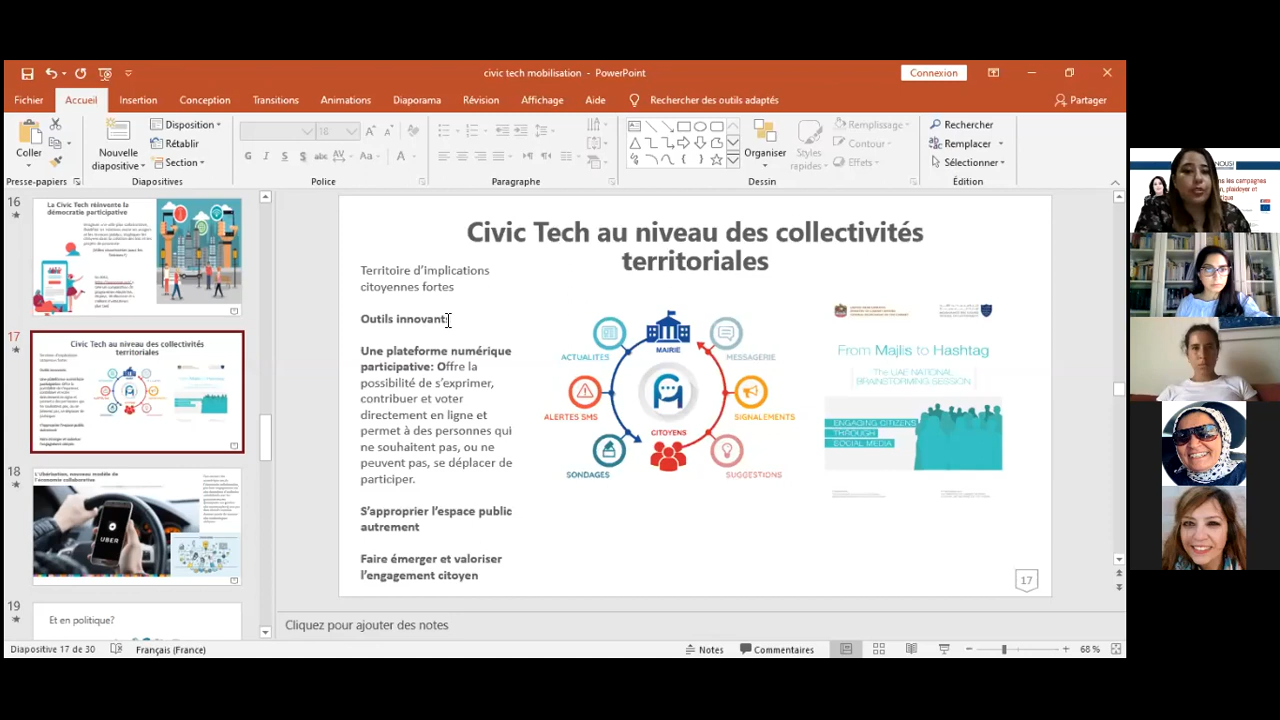 civic tech mobilisation - PowerPoint
Connexion
Fichier
Accueil
Insertion
Conception
Transitions
Animations
Diaporama
Révision
Affichage
Aide
Rechercher des outils adaptés
Partager
Coller
Nouvelle
diapositive
Disposition
Rétablir
Section
18
G
I
S
S
abc
AV
Aa
A
Organiser
Styles
rapides
Remplissage
Contour
Effets
Rechercher
Remplacer
Sélectionner
Presse-papiers
Diapositives
Police
Paragraphe
Dessin
Édition
16
La Civic Tech réinvente la
démocratie participative
17
Civic Tech au niveau des collectivités
territoriales
18
L'Ubérisation, nouveau modèle de
l'économie collaborative
UBER
19
Et en politique?
Civic Tech au niveau des collectivités
territoriales
Territoire d'implications
citoyennes fortes
Outils innovant
Une plateforme numérique
participative: Offre la
possibilité de s'exprimer,
contribuer et voter
directement en ligne et
permet à des personnes qui
ne souhaitent pas, ou ne
peuvent pas, se déplacer de
participer.
S'approprier l'espace public
autrement
Faire émerger et valoriser
l'engagement citoyen
MAIRIE
ACTUALITES
MESSAGERIE
ALERTES SMS
SIGNALEMENTS
CITOYENS
SONDAGES
SUGGESTIONS
From Majlis to Hashtag
The UAE NATIONAL
BRAINSTORMING SESSION
ENGAGING CITIZENS
THROUGH
SOCIAL MEDIA
17
Cliquez pour ajouter des notes
Diapositive 17 de 30
Français (France)
Notes
Commentaires
68 %
NOUS!